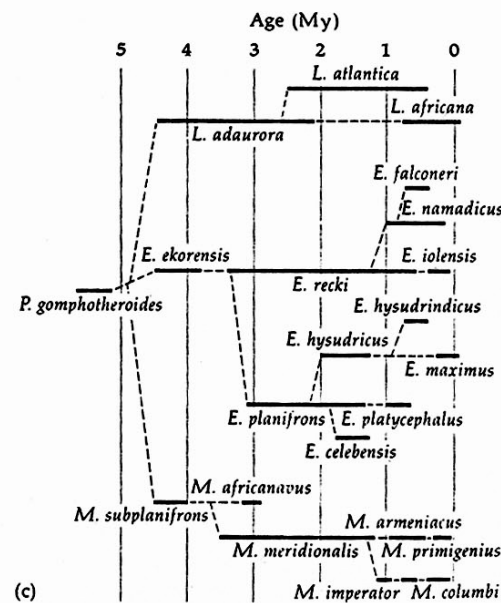 Age (My)
5 4 3 2 1 0
L. atlantica
L. africana
L. adaurora
E. falconeri
E. namadicus
E. ekorensis
E. iolensis
E. recki
P. gomphotheroides
E. hysudrindicus
E. hysudricus
E. maximus
E. planifrons E. platycephalus
E. celebensis
M. africanavus
M. subplanifrons
M. armeniacus
M. meridionalis M. primigenius
(c)
M. imperator M. columbi